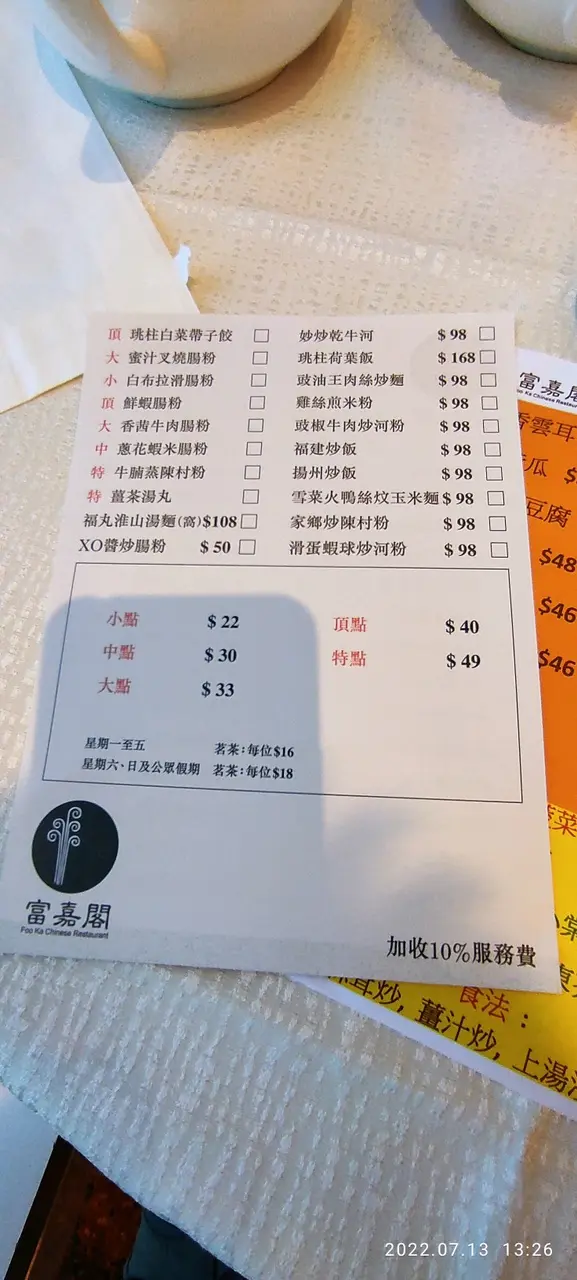 頂 珧柱白菜帶子餃
大 蜜汁叉燒腸粉
小 白布拉滑腸粉
頂 鮮蝦腸粉
大 香茜牛肉腸粉
中 蔥花蝦米腸粉
特 牛腩蒸陳村粉
特 薑茶湯丸
福丸淮山湯麵(窩)$108
XO醬炒腸粉 $50
妙炒乾牛河 $98
珧柱荷葉飯 $168
豉油王肉絲炒麵 $98
雞絲煎米粉 $98
豉椒牛肉炒河粉 $98
福建炒飯 $98
揚州炒飯 $98
雪菜火鴨絲炆玉米麵 $98
家鄉炒陳村粉 $98
滑蛋蝦球炒河粉 $98
小點 $22
中點 $30
大點 $33
頂點 $40
特點 $49
星期一至五 茗茶：每位$16
星期六、日及公眾假期 茗茶：每位$18
富嘉閣
Foo Ka Chinese Restaurant
加收10%服務費
富嘉
香雲耳
瓜
豆腐
$48
$46
$46
菜
食法：
炒, 薑汁炒, 上湯
2022.07.13 13:26